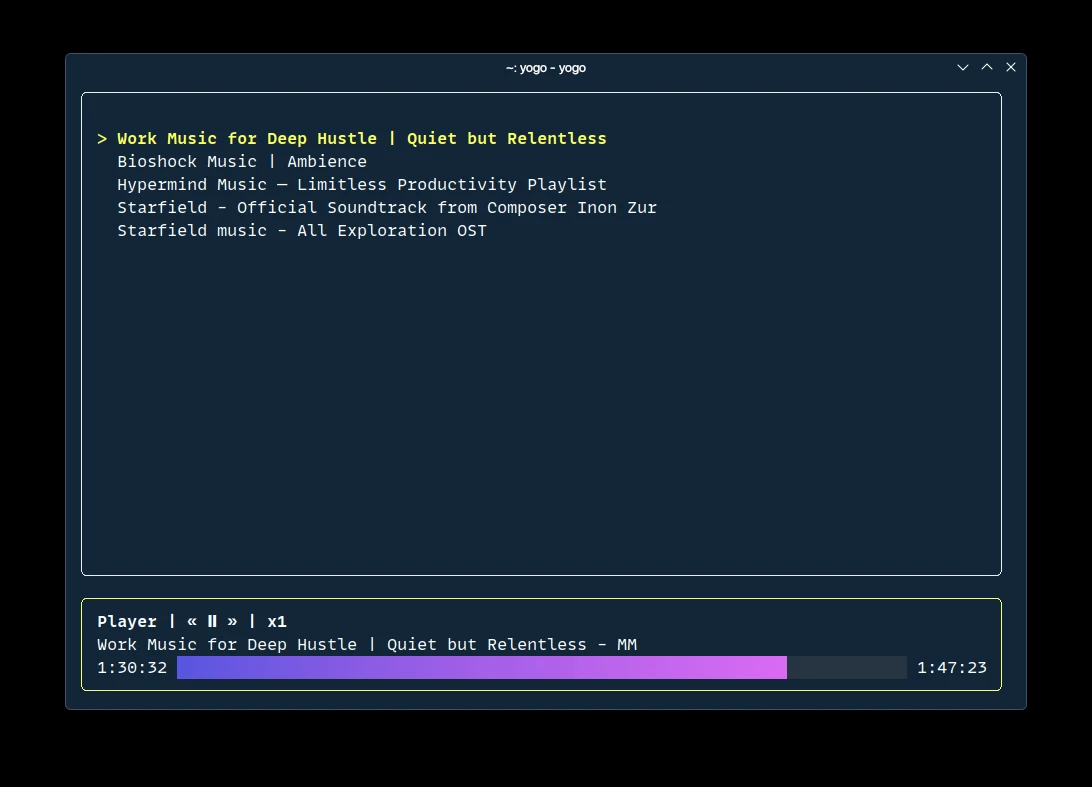 ~: yogo - yogo
> Work Music for Deep Hustle | Quiet but Relentless
Bioshock Music | Ambience
Hypermind Music — Limitless Productivity Playlist
Starfield - Official Soundtrack from Composer Inon Zur
Starfield music - All Exploration OST
Player | « ⏸ » | x1
Work Music for Deep Hustle | Quiet but Relentless - MM
1:30:32 1:47:23